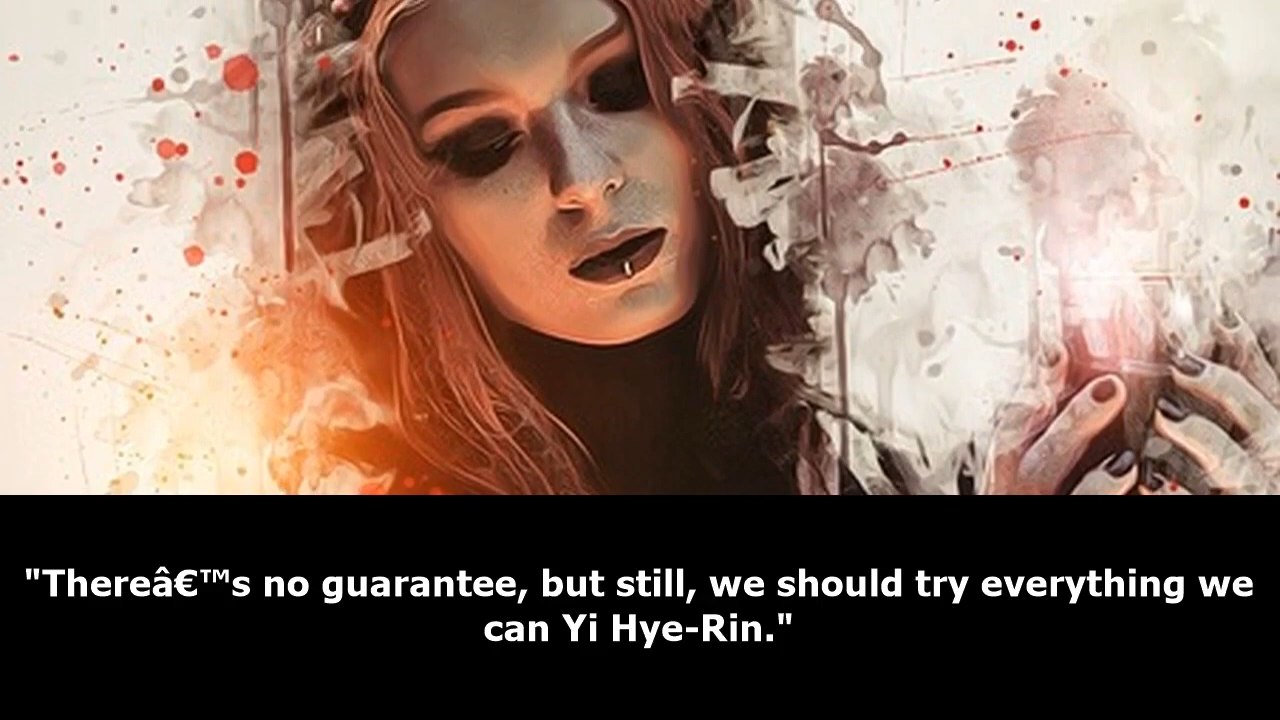 "Thereâ€™s no guarantee, but still, we should try everything we
can Yi Hye-Rin."